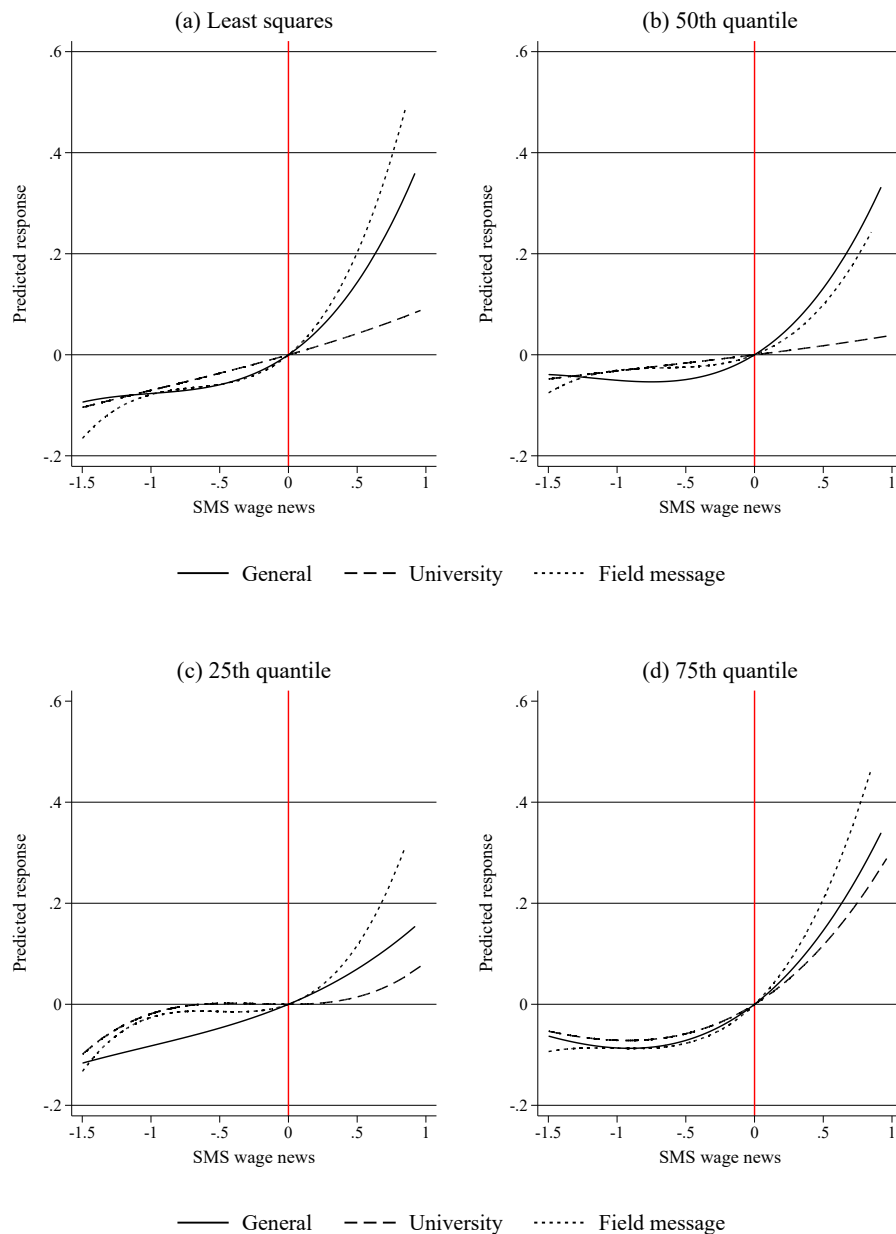 (a) Least squares
(b) 50th quantile
.6
.4
.2
0
-.2
Predicted response
-1.5 -1 -.5 0 .5 1
SMS wage news
.6
.4
.2
0
-.2
Predicted response
-1.5 -1 -.5 0 .5 1
SMS wage news
General University Field message
(c) 25th quantile
(d) 75th quantile
.6
.4
.2
0
-.2
Predicted response
-1.5 -1 -.5 0 .5 1
SMS wage news
.6
.4
.2
0
-.2
Predicted response
-1.5 -1 -.5 0 .5 1
SMS wage news
General University Field message